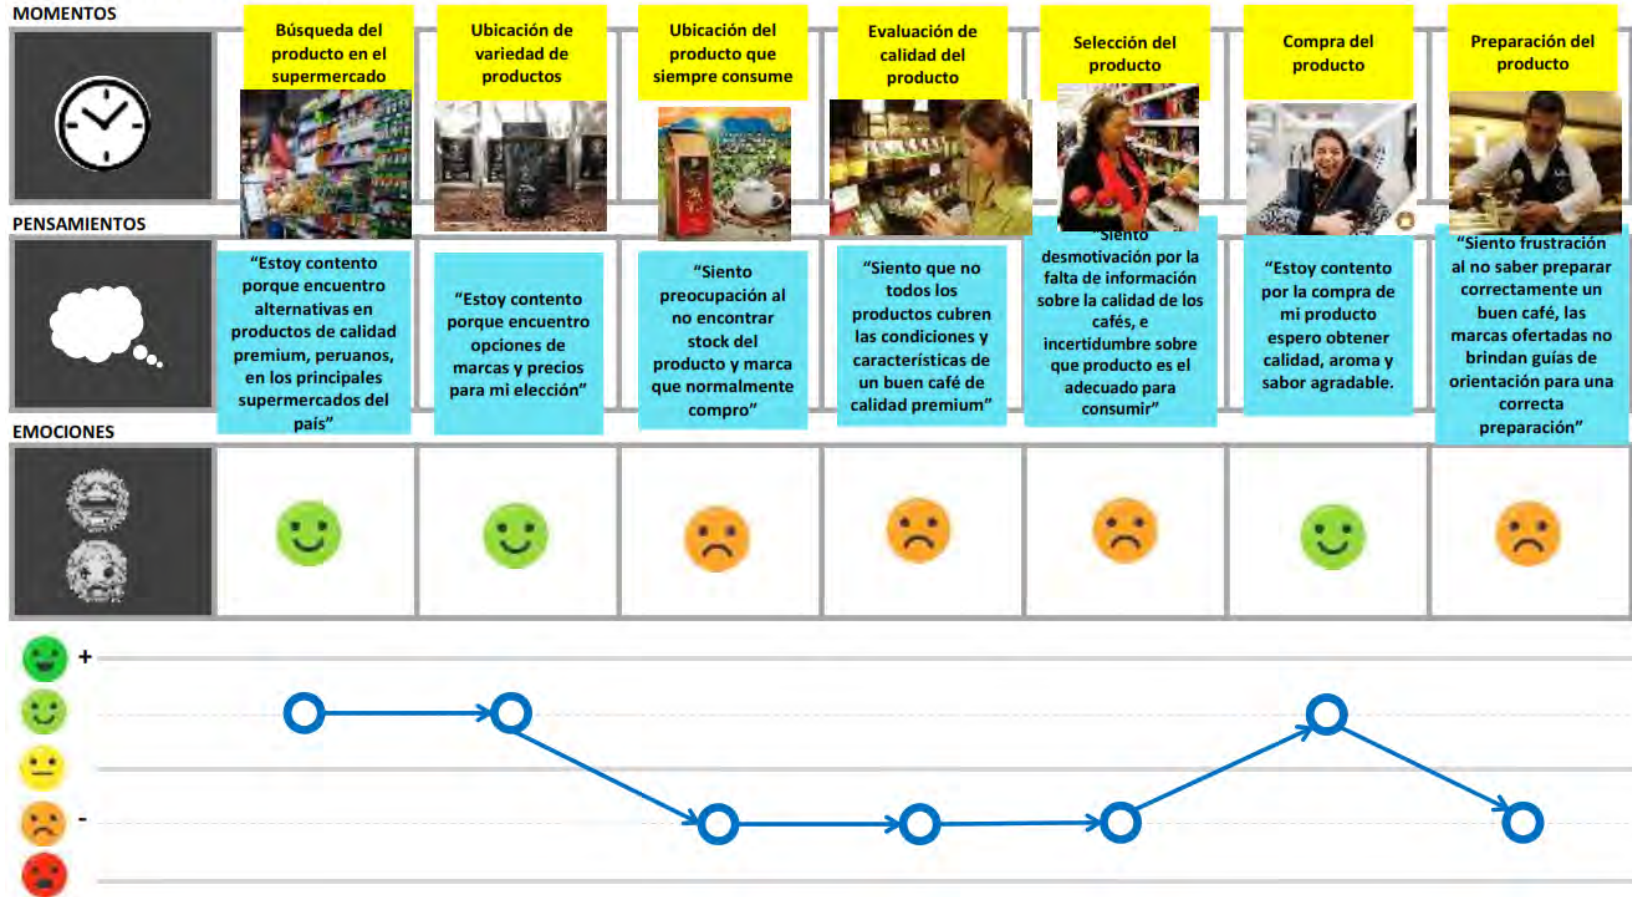 MOMENTOS
Búsqueda del
producto en el
supermercado
Ubicación de
variedad de
productos
Ubicación del
producto que
siempre consume
Evaluación de
calidad del
producto
Selección del
producto
Compra del
producto
Preparación del
producto
PENSAMIENTOS
“Estoy contento
porque encuentro
alternativas en
productos de calidad
premium, peruanos,
en los principales
supermercados del
país”
“Estoy contento
porque encuentro
opciones de
marcas y precios
para mi elección”
“Siento
preocupación al
no encontrar
stock del
producto y marca
que normalmente
compro”
“Siento que no
todos los
productos cubren
las condiciones y
características de
un buen café de
calidad premium”
“Siento
desmotivación por la
falta de información
sobre la calidad de los
cafés, e
incertidumbre sobre
que producto es el
adecuado para
consumir”
“Estoy contento
por la compra de
mi producto
espero obtener
calidad, aroma y
sabor agradable.
“Siento frustración
al no saber preparar
correctamente un
buen café, las
marcas ofertadas no
brindan guías de
orientación para una
correcta
preparación”
EMOCIONES
+
-